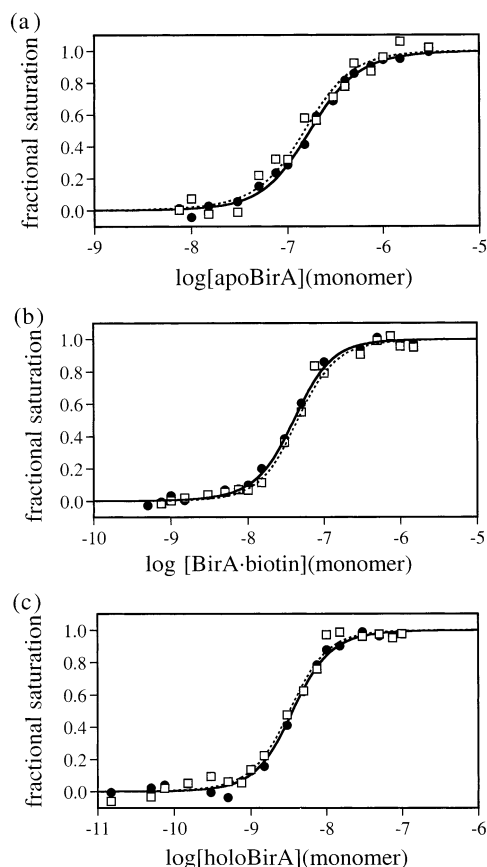 (a)
fractional saturation
1.0
0.8
0.6
0.4
0.2
0.0
-9 -8 -7 -6 -5
log[apoBirA](monomer)
(b)
fractional saturation
1.0
0.8
0.6
0.4
0.2
0.0
-10 -9 -8 -7 -6 -5
log [BirA·biotin](monomer)
(c)
fractional saturation
1.0
0.8
0.6
0.4
0.2
0.0
-11 -10 -9 -8 -7 -6
log[holoBirA](monomer)